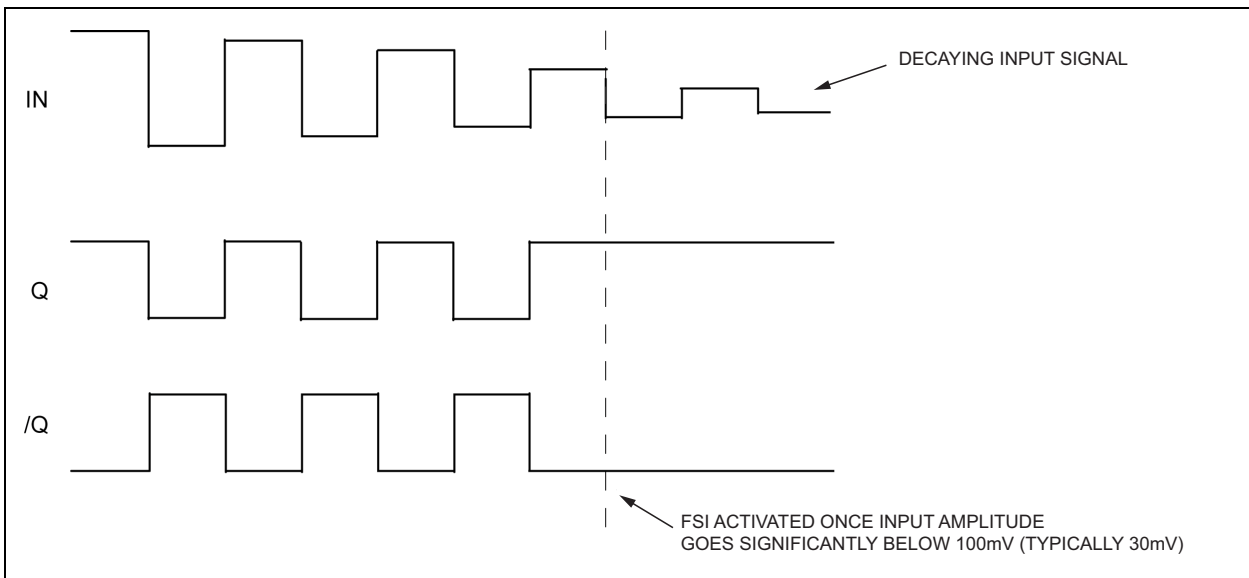 DECAYING INPUT SIGNAL
IN
Q
/Q
FSI ACTIVATED ONCE INPUT AMPLITUDE
GOES SIGNIFICANTLY BELOW 100mV (TYPICALLY 30mV)